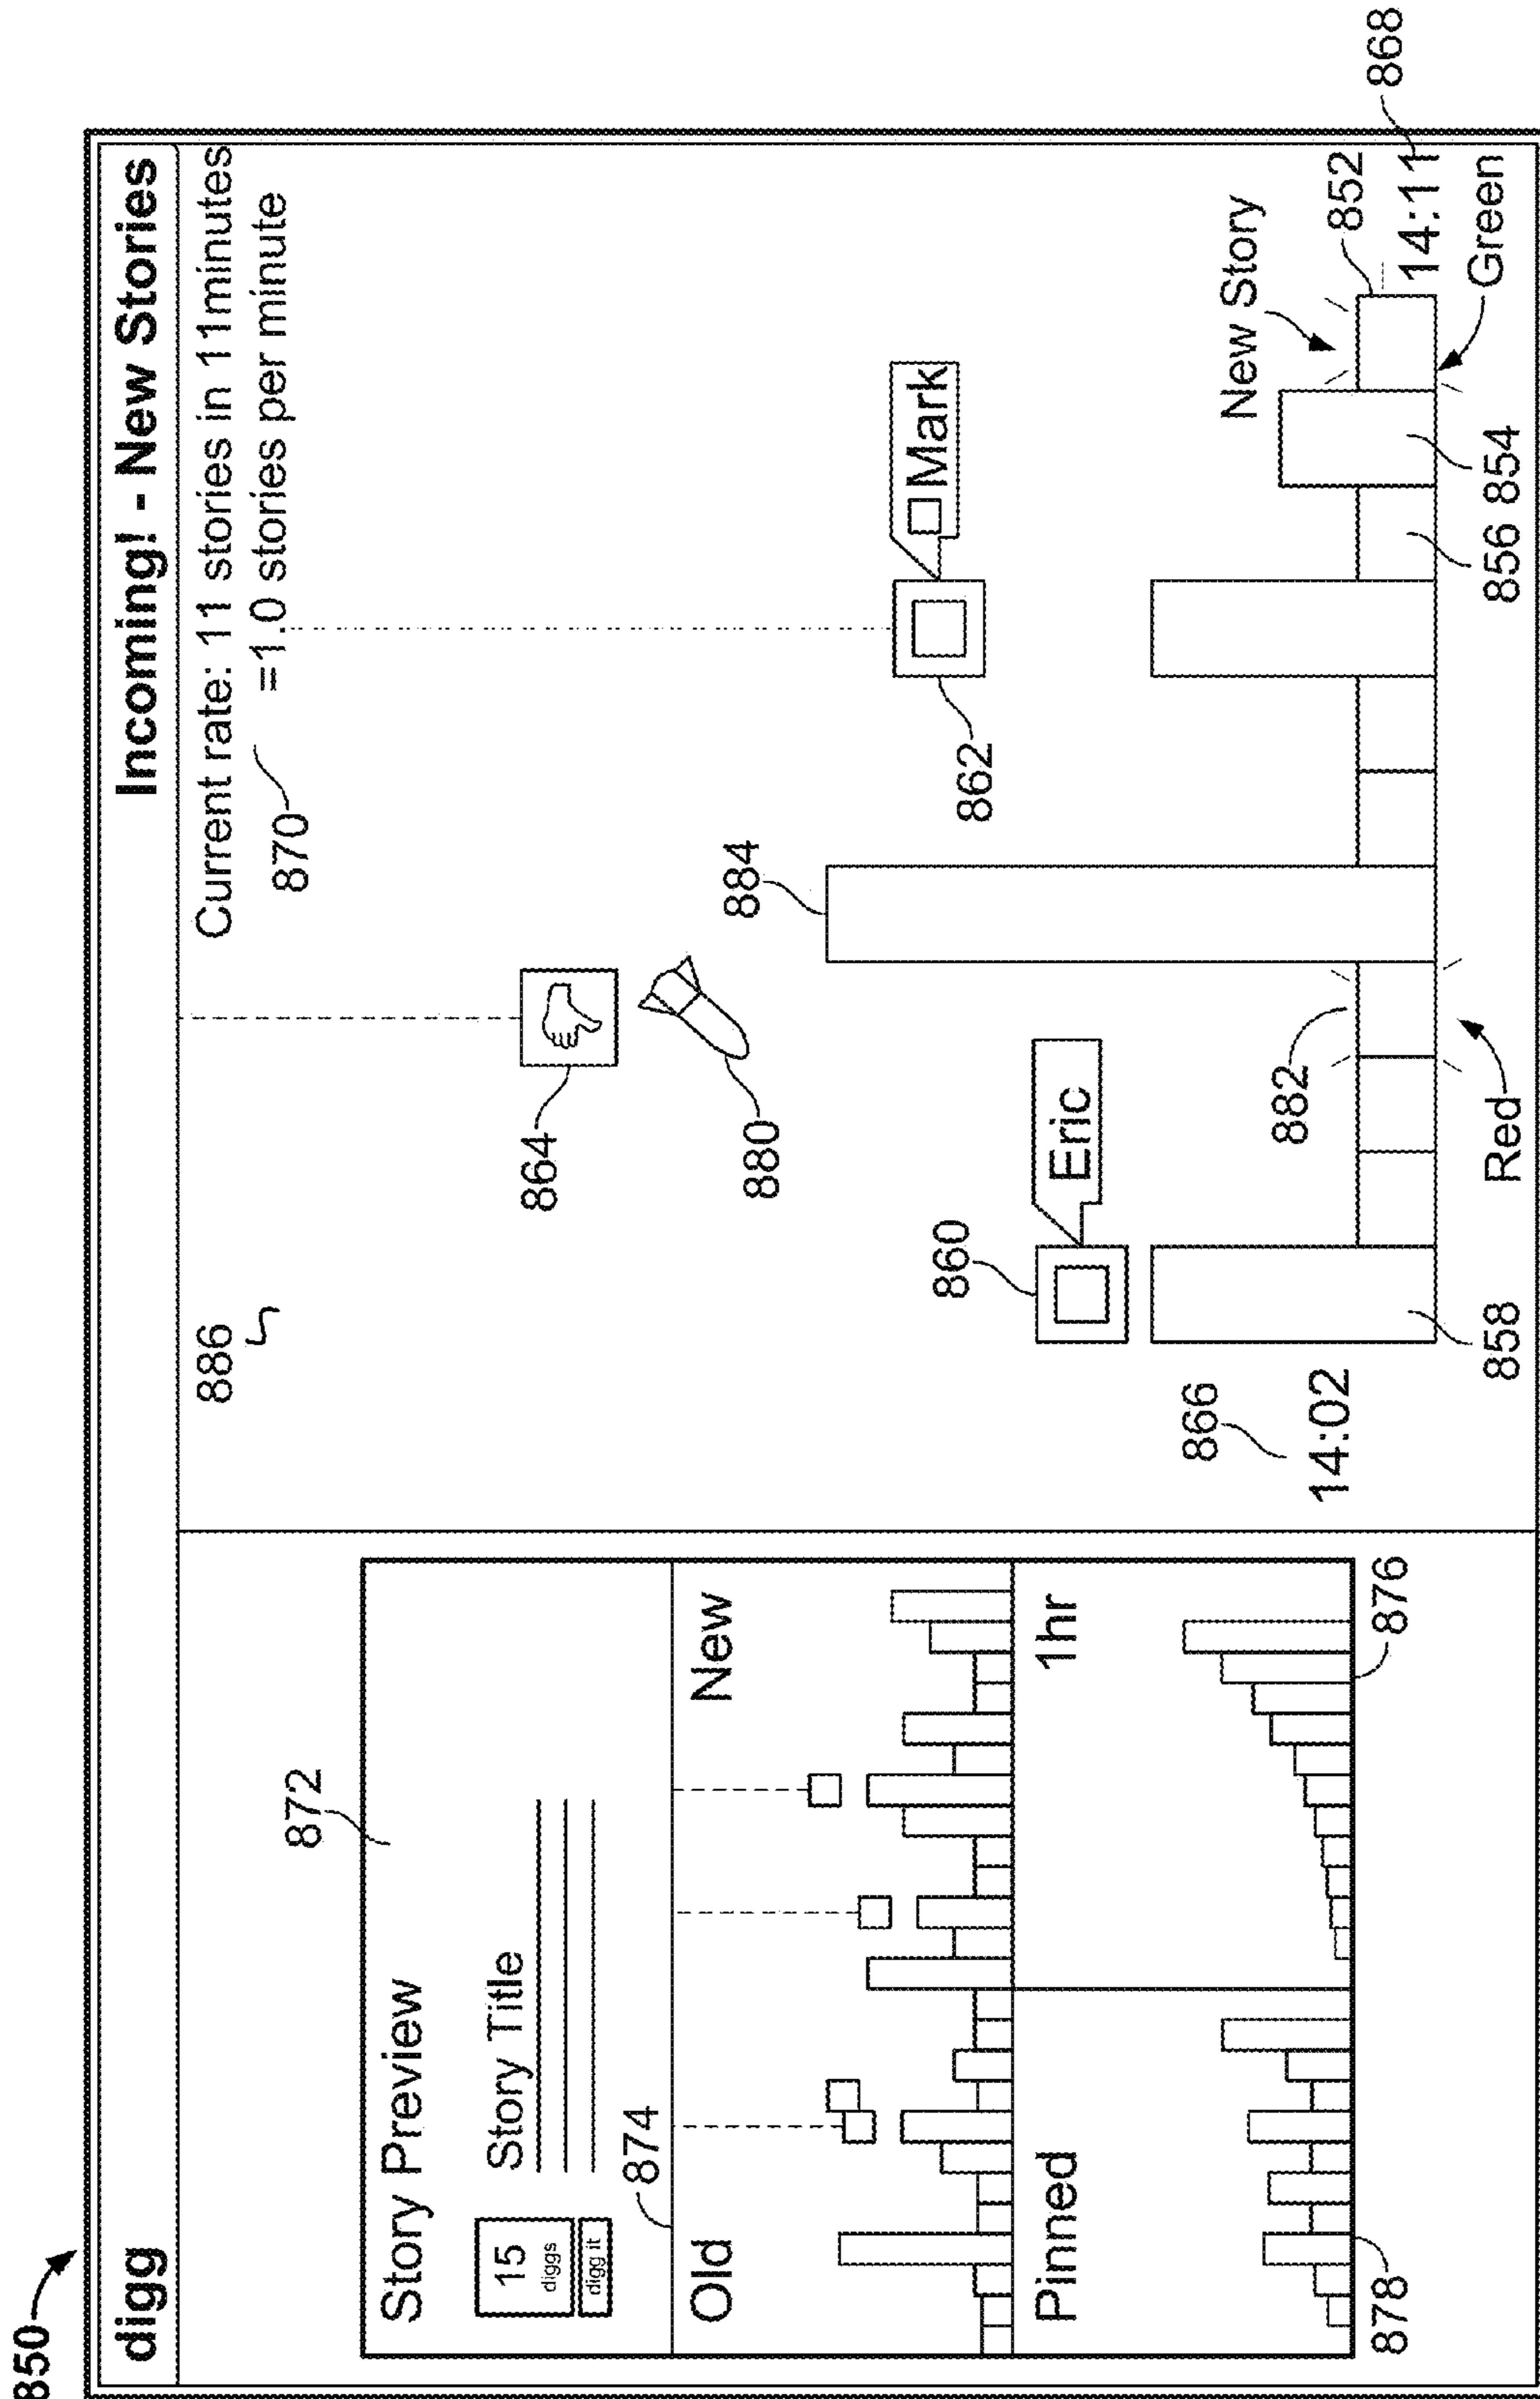 850
digg
Incoming! - New Stories
872
Story Preview
15
diggs
digg it
Story Title
874
Old
New
Pinned
1hr
878
876
886
Current rate: 11 stories in 11minutes
=1.0 stories per minute
870
864
880
884
860
Eric
862
Mark
882
866
14:02
New Story
852
14:11
868
858
Red
856
854
Green